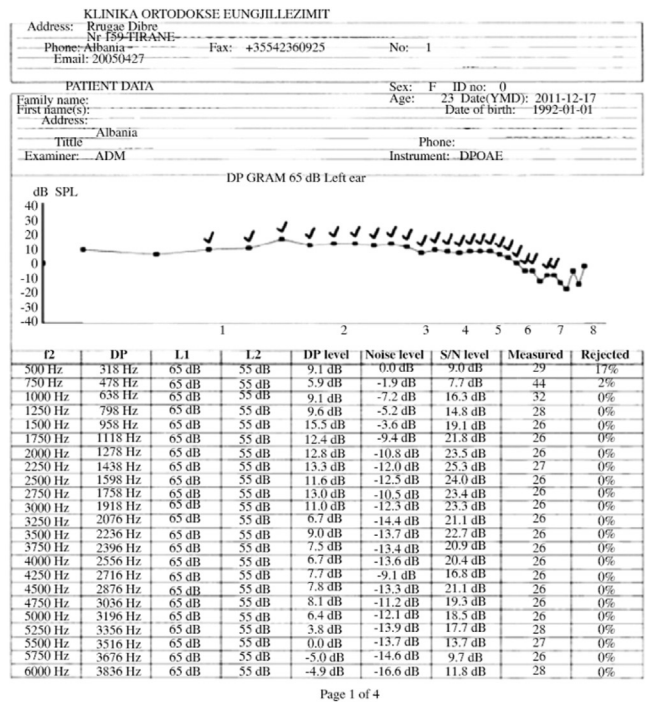 KLINIKA ORTODOKSE EUNGJILLEZIMIT
Address: Rrugae Dibre
Nr 159-TIRANE
Phone: Albania - Fax: +35542360925 No: 1
Email: 20050427
PATIENT DATA Sex: F ID no: 0
Family name: Age: 23 Date(YMD): 2011-12-17
First name(s): Date of birth: 1992-01-01
Address:
Albania
Tittle Phone:
Examiner: ADM Instrument: DPOAE
DP GRAM 65 dB Left ear
dB SPL
40
30
20
10
0
-10
-20
-30
-40
1 2 3 4 5 6 7 8
f2 DP L1 L2 DP level Noise level S/N level Measured Rejected
500 Hz 318 Hz 65 dB 55 dB 9.1 dB 0.0 dB 9.0 dB 29 17%
750 Hz 478 Hz 65 dB 55 dB 5.9 dB -1.9 dB 7.7 dB 44 2%
1000 Hz 638 Hz 65 dB 55 dB 9.1 dB -7.2 dB 16.3 dB 32 0%
1250 Hz 798 Hz 65 dB 55 dB 9.6 dB -5.2 dB 14.8 dB 28 0%
1500 Hz 958 Hz 65 dB 55 dB 15.5 dB -3.6 dB 19.1 dB 26 0%
1750 Hz 1118 Hz 65 dB 55 dB 12.4 dB -9.4 dB 21.8 dB 26 0%
2000 Hz 1278 Hz 65 dB 55 dB 12.8 dB -10.8 dB 23.5 dB 26 0%
2250 Hz 1438 Hz 65 dB 55 dB 13.3 dB -12.0 dB 25.3 dB 27 0%
2500 Hz 1598 Hz 65 dB 55 dB 11.6 dB -12.5 dB 24.0 dB 26 0%
2750 Hz 1758 Hz 65 dB 55 dB 13.0 dB -10.5 dB 23.4 dB 26 0%
3000 Hz 1918 Hz 65 dB 55 dB 11.0 dB -12.3 dB 23.3 dB 26 0%
3250 Hz 2076 Hz 65 dB 55 dB 6.7 dB -14.4 dB 21.1 dB 26 0%
3500 Hz 2236 Hz 65 dB 55 dB 9.0 dB -13.7 dB 22.7 dB 26 0%
3750 Hz 2396 Hz 65 dB 55 dB 7.5 dB -13.4 dB 20.9 dB 26 0%
4000 Hz 2556 Hz 65 dB 55 dB 6.7 dB -13.6 dB 20.4 dB 26 0%
4250 Hz 2716 Hz 65 dB 55 dB 7.7 dB -9.1 dB 16.8 dB 26 0%
4500 Hz 2876 Hz 65 dB 55 dB 7.8 dB -13.3 dB 21.1 dB 26 0%
4750 Hz 3036 Hz 65 dB 55 dB 8.1 dB -11.2 dB 19.3 dB 26 0%
5000 Hz 3196 Hz 65 dB 55 dB 6.4 dB -12.1 dB 18.5 dB 26 0%
5250 Hz 3356 Hz 65 dB 55 dB 3.8 dB -13.9 dB 17.7 dB 28 0%
5500 Hz 3516 Hz 65 dB 55 dB 0.0 dB -13.7 dB 13.7 dB 27 0%
5750 Hz 3676 Hz 65 dB 55 dB -5.0 dB -14.6 dB 9.7 dB 26 0%
6000 Hz 3836 Hz 65 dB 55 dB -4.9 dB -16.6 dB 11.8 dB 28 0%
Page 1 of 4